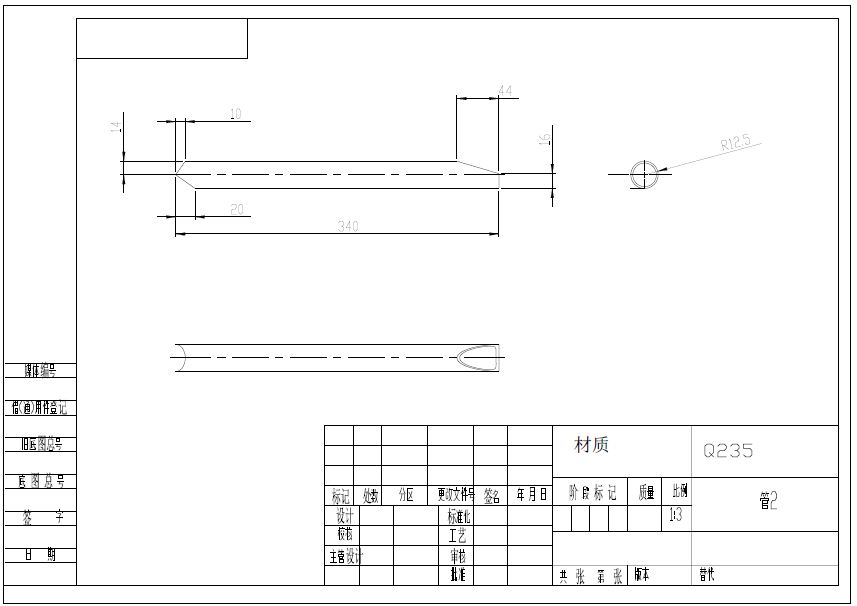 44
10
14
16
R12.5
20
340
媒体编号
借(通)用件登记
旧底图总号
底图总号
签 字
日 期
材质 Q235
标记 处数 分区 更改文件号 签名 年月日 阶段标记 质量 比例
设计 标准化 1:3 管2
校核 工艺
主管设计 审核
批准 共 张 第 张 版本 替代